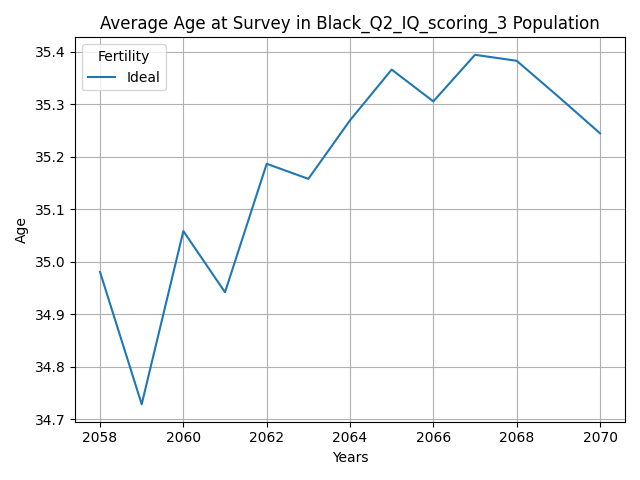 Average Age at Survey in Black_Q2_IQ_scoring_3 Population
Fertility
Ideal
35.4
35.3
35.2
35.1
35.0
34.9
34.8
34.7
Age
2058 2060 2062 2064 2066 2068 2070
Years